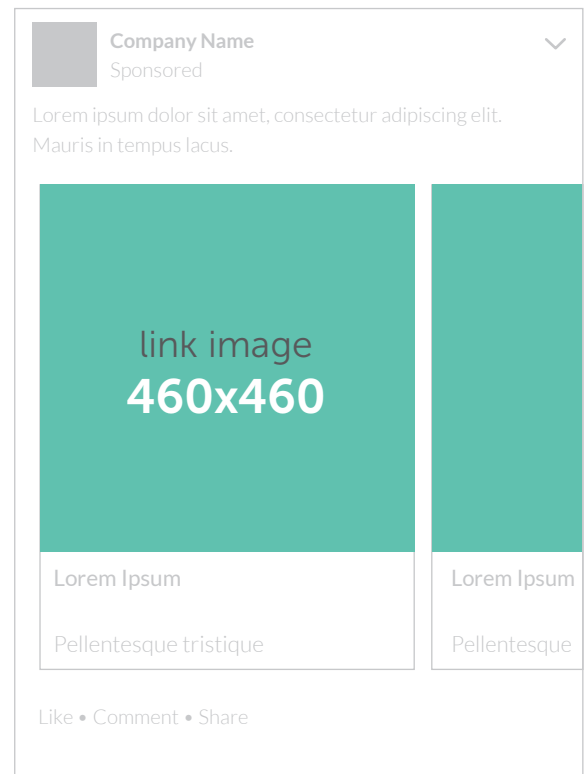 Company Name
Sponsored
Lorem ipsum dolor sit amet, consectetur adipiscing elit.
Mauris in tempus lacus.
link image
460x460
Lorem Ipsum
Pellentesque tristique
Lorem Ipsum
Pellentesque
Like • Comment • Share